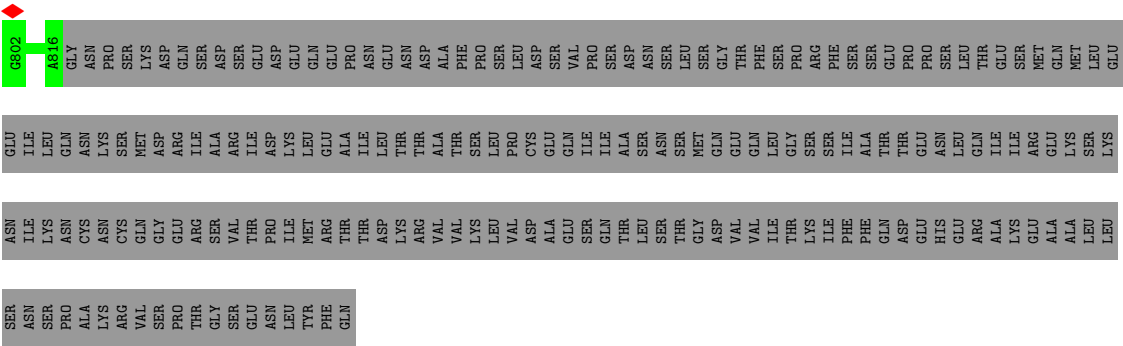 G802 A816 GLY ASN PRO SER LYS ASP GLN SER ASP SER GLU ASP GLU GLN GLU PRO ASN GLU ASN ASP ALA PHE PRO SER LEU ASP SER VAL PRO SER ASP ASN SER LEU SER GLY THR PHE SER PRO ARG PHE SER SER GLU PRO PRO SER LEU THR GLU SER MET GLN MET LEU GLU
GLU ILE LEU GLN ASN LYS SER MET ASP ARG ILE ALA ARG ILE ASP LYS LEU GLU ALA ILE LEU THR THR ALA THR SER LEU PRO CYS GLU GLN ILE ILE ALA SER ASN SER MET GLN GLU GLN LEU GLY SER SER ILE ALA THR THR GLU ASN LEU GLN ILE ILE ARG GLU LYS SER LYS
ASN ILE LYS ASN CYS ASN CYS GLN GLY GLU ARG SER VAL THR PRO ILE MET ARG THR THR ASP LYS ARG VAL VAL LYS LEU VAL ASP ALA GLU SER GLN THR LEU SER THR GLY ASP VAL VAL ILE THR LYS ILE PHE PHE GLN ASP GLU HIS GLU ARG ALA LYS GLU ALA ALA LEU LEU
SER ASN SER PRO ALA LYS ARG VAL SER PRO THR GLY SER GLU ASN LEU TYR PHE GLN